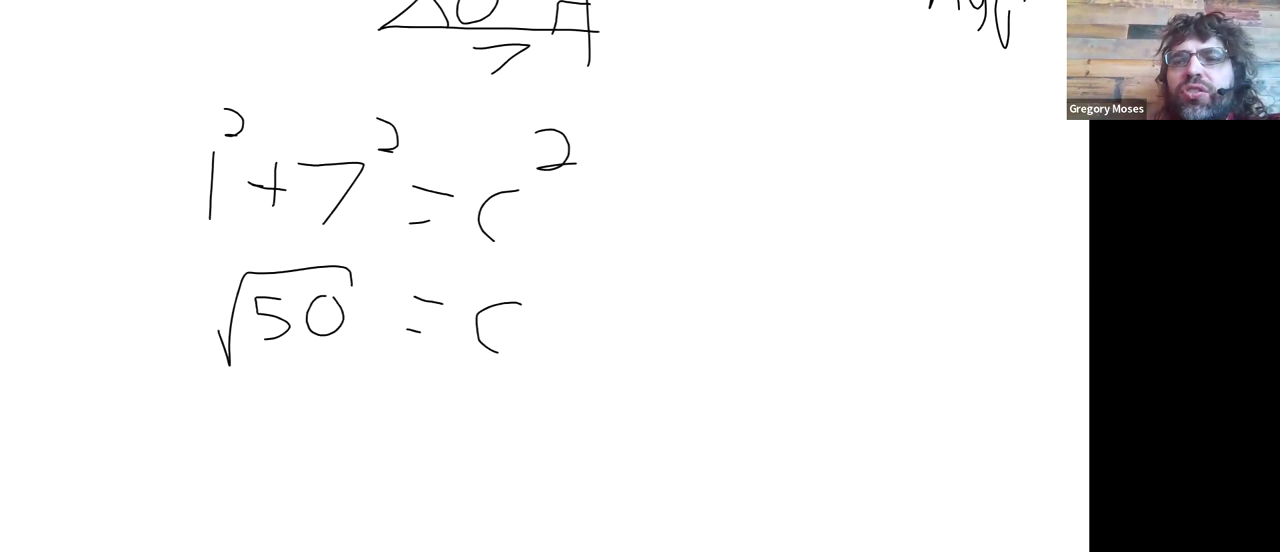 7
Gregory Moses
1² + 7² = c²
√50 = c